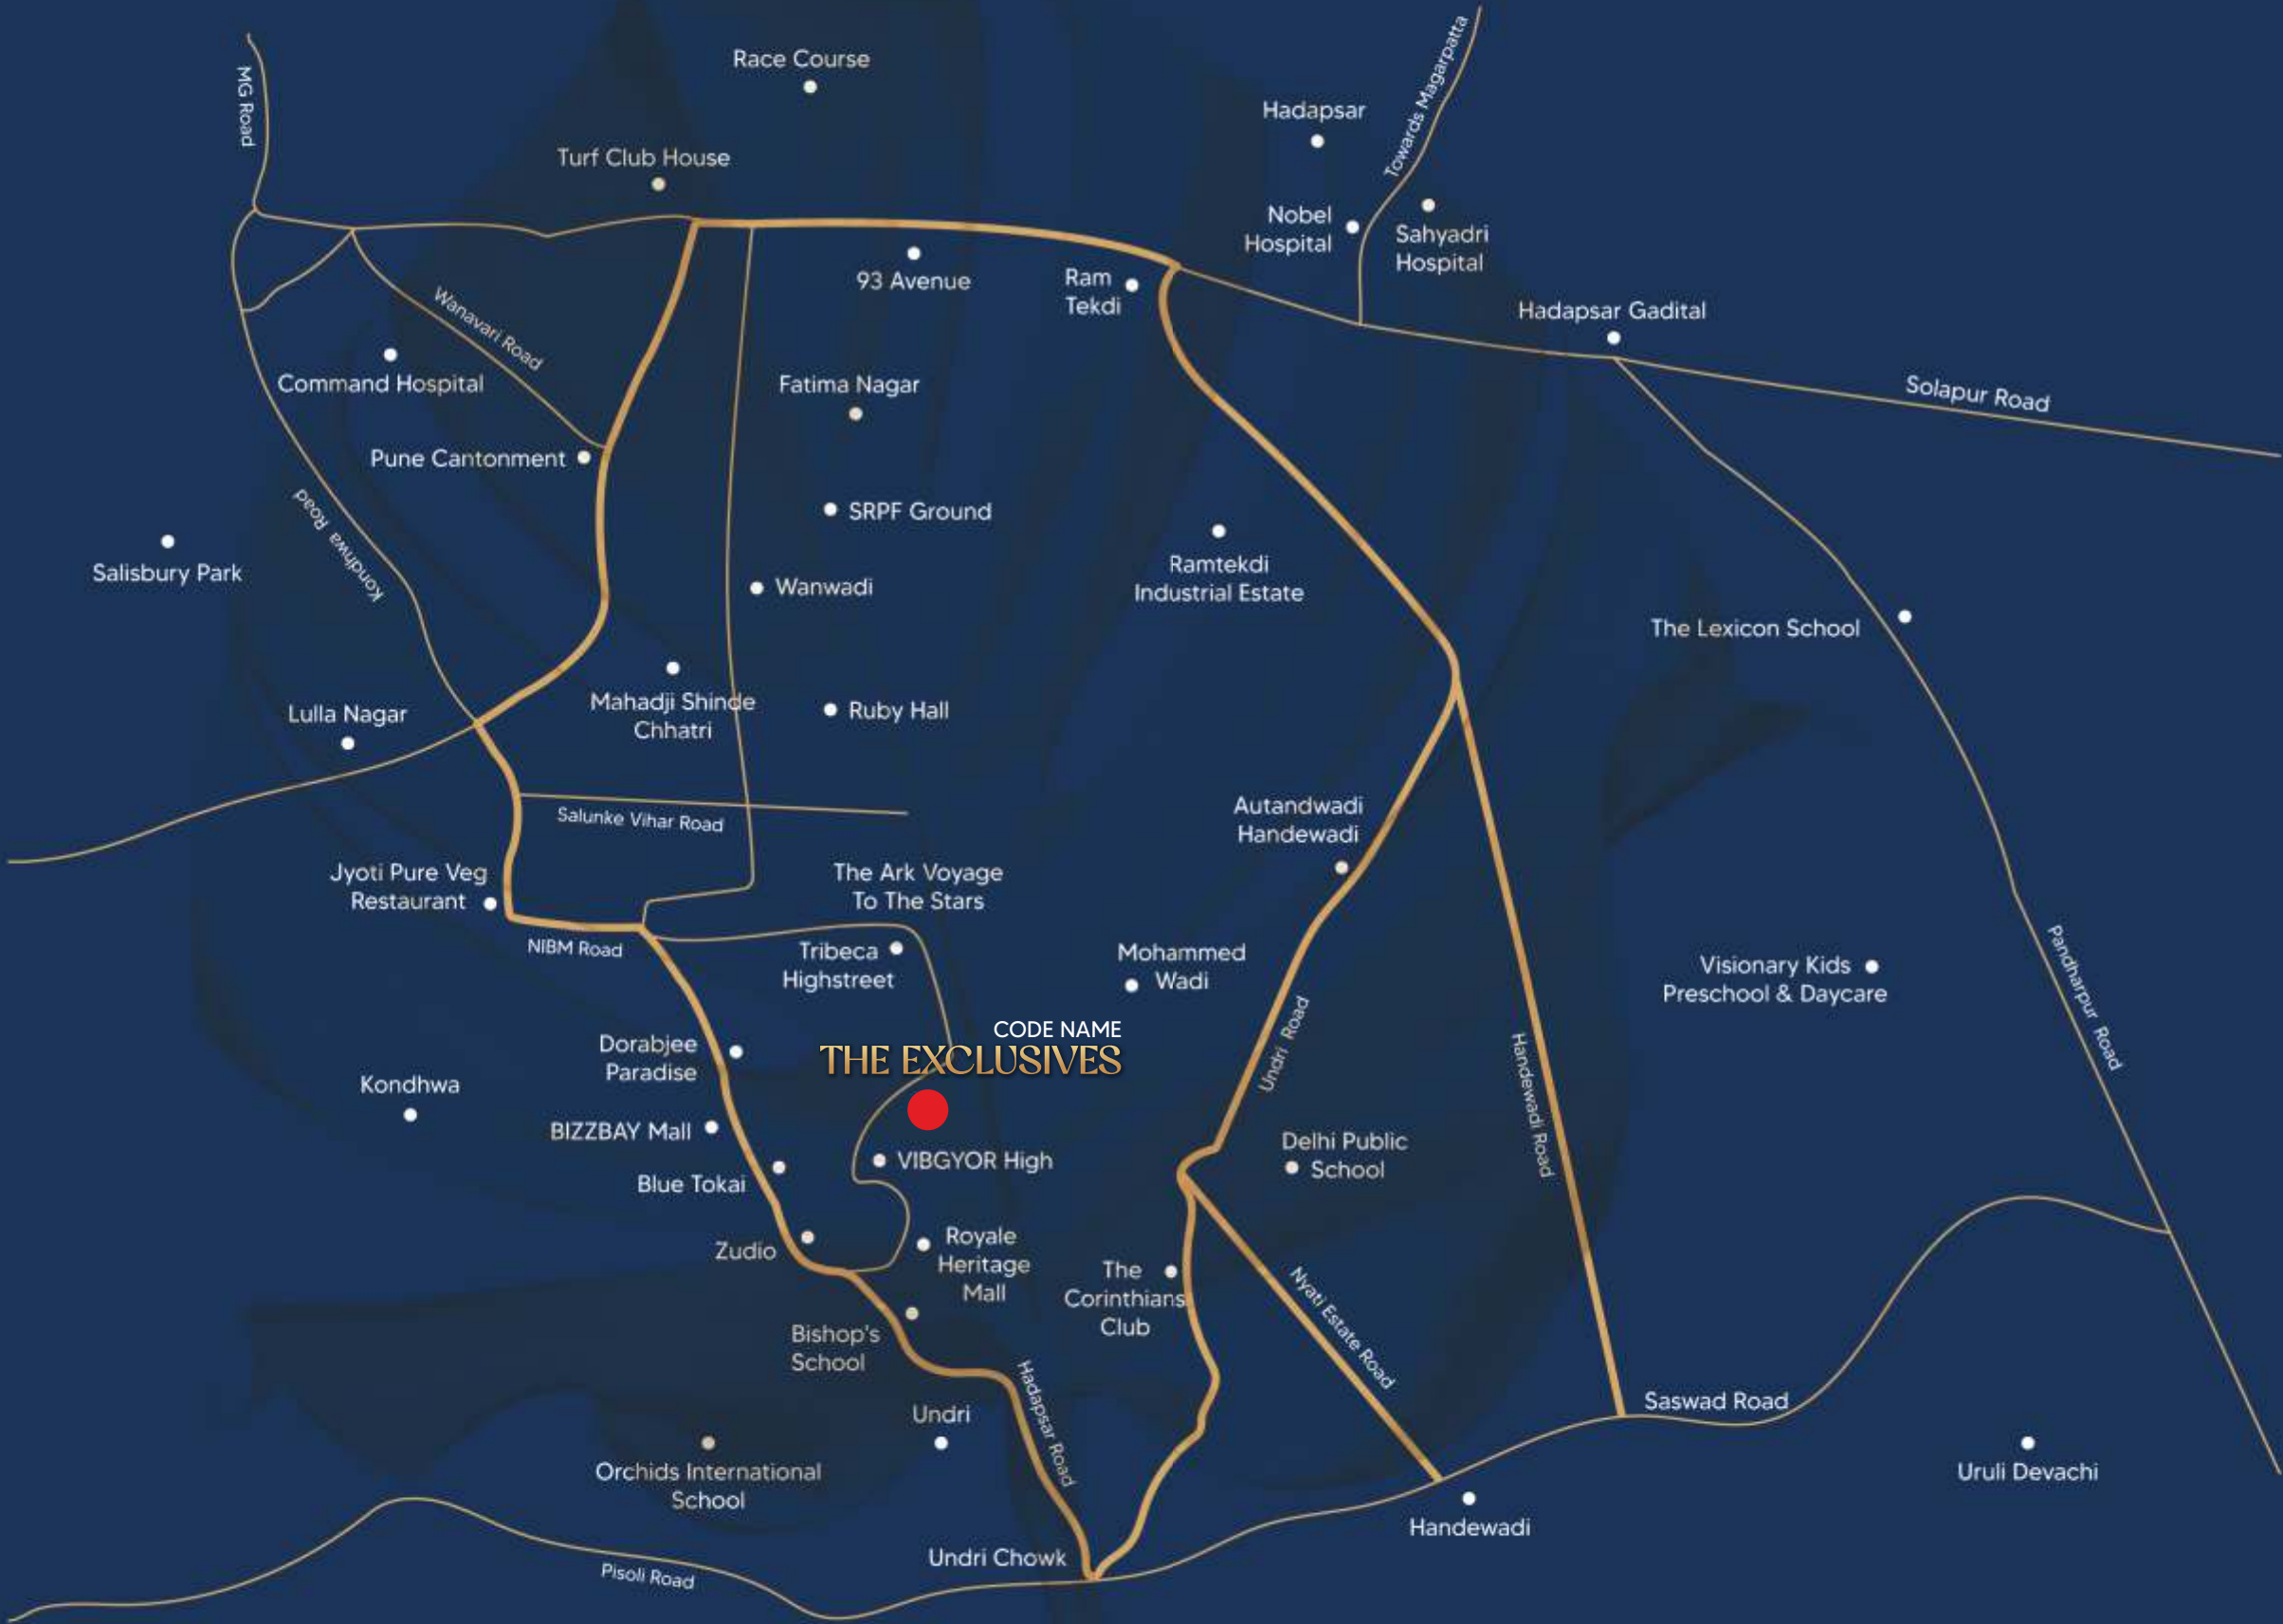 Race Course
MG Road
Towards Magarpatta
Hadapsar
Turf Club House
Nobel
Hospital
Sahyadri
Hospital
93 Avenue
Ram
Tekdi
Hadapsar Gadital
Wanavari Road
Command Hospital
Fatima Nagar
Solapur Road
Pune Cantonment
SRPF Ground
Kondhwa Road
Salisbury Park
Ramtekdi
Industrial Estate
Wanwadi
The Lexicon School
Mahadji Shinde
Chhatri
Ruby Hall
Lulla Nagar
Salunke Vihar Road
Autandwadi
Handewadi
Jyoti Pure Veg
Restaurant
The Ark Voyage
To The Stars
NIBM Road
Tribeca
Highstreet
Mohammed
Wadi
Visionary Kids
Preschool & Daycare
Pandharpur Road
CODE NAME
THE EXCLUSIVES
Dorabjee
Paradise
Undri Road
Handewadi Road
Kondhwa
BIZZBAY Mall
Delhi Public
School
VIBGYOR High
Blue Tokai
Zudio
Royale
Heritage
Mall
The
Corinthians
Club
Nyati Estate Road
Bishop's
School
Hadapsar Road
Undri
Saswad Road
Orchids International
School
Uruli Devachi
Handewadi
Undri Chowk
Pisoli Road